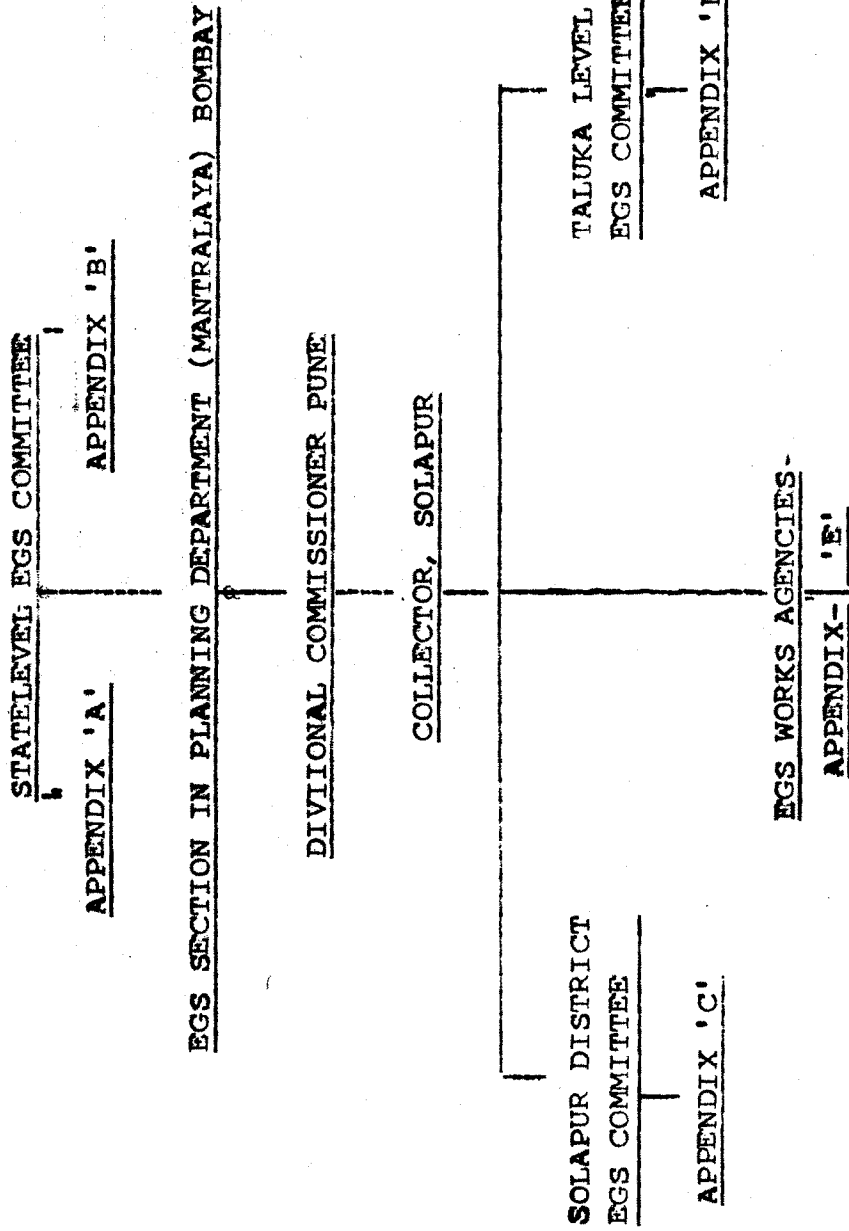 STATELEVEL EGS COMMITTEE
APPENDIX 'A'
APPENDIX 'B'
EGS SECTION IN PLANNING DEPARTMENT (MANTRALAYA) BOMBAY
DIVIIONAL COMMISSIONER PUNE
COLLECTOR, SOLAPUR
SOLAPUR DISTRICT
EGS COMMITTEE
APPENDIX 'C'
TALUKA LEVEL
EGS COMMITTEE
APPENDIX
EGS WORKS AGENCIES-
APPENDIX- 'E'